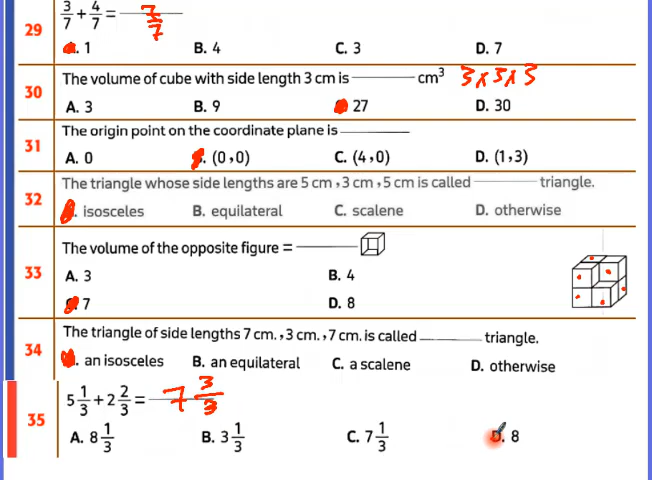 29
3/7 + 4/7 = 7/7
. 1 B. 4 C. 3 D. 7
30
The volume of cube with side length 3 cm is cm³ 3x3x3
A. 3 B. 9 27 D. 30
31
The origin point on the coordinate plane is
A. 0 . (0,0) C. (4,0) D. (1,3)
32
The triangle whose side lengths are 5 cm ,3 cm ,5 cm is called triangle.
. isosceles B. equilateral C. scalene D. otherwise
33
The volume of the opposite figure =
A. 3 B. 4
7 D. 8
34
The triangle of side lengths 7 cm. ,3 cm. ,7 cm. is called triangle.
. an isosceles B. an equilateral C. a scalene D. otherwise
35
5 1/3 + 2 2/3 = 7 3/3
A. 8 1/3 B. 3 1/3 C. 7 1/3 D. 8